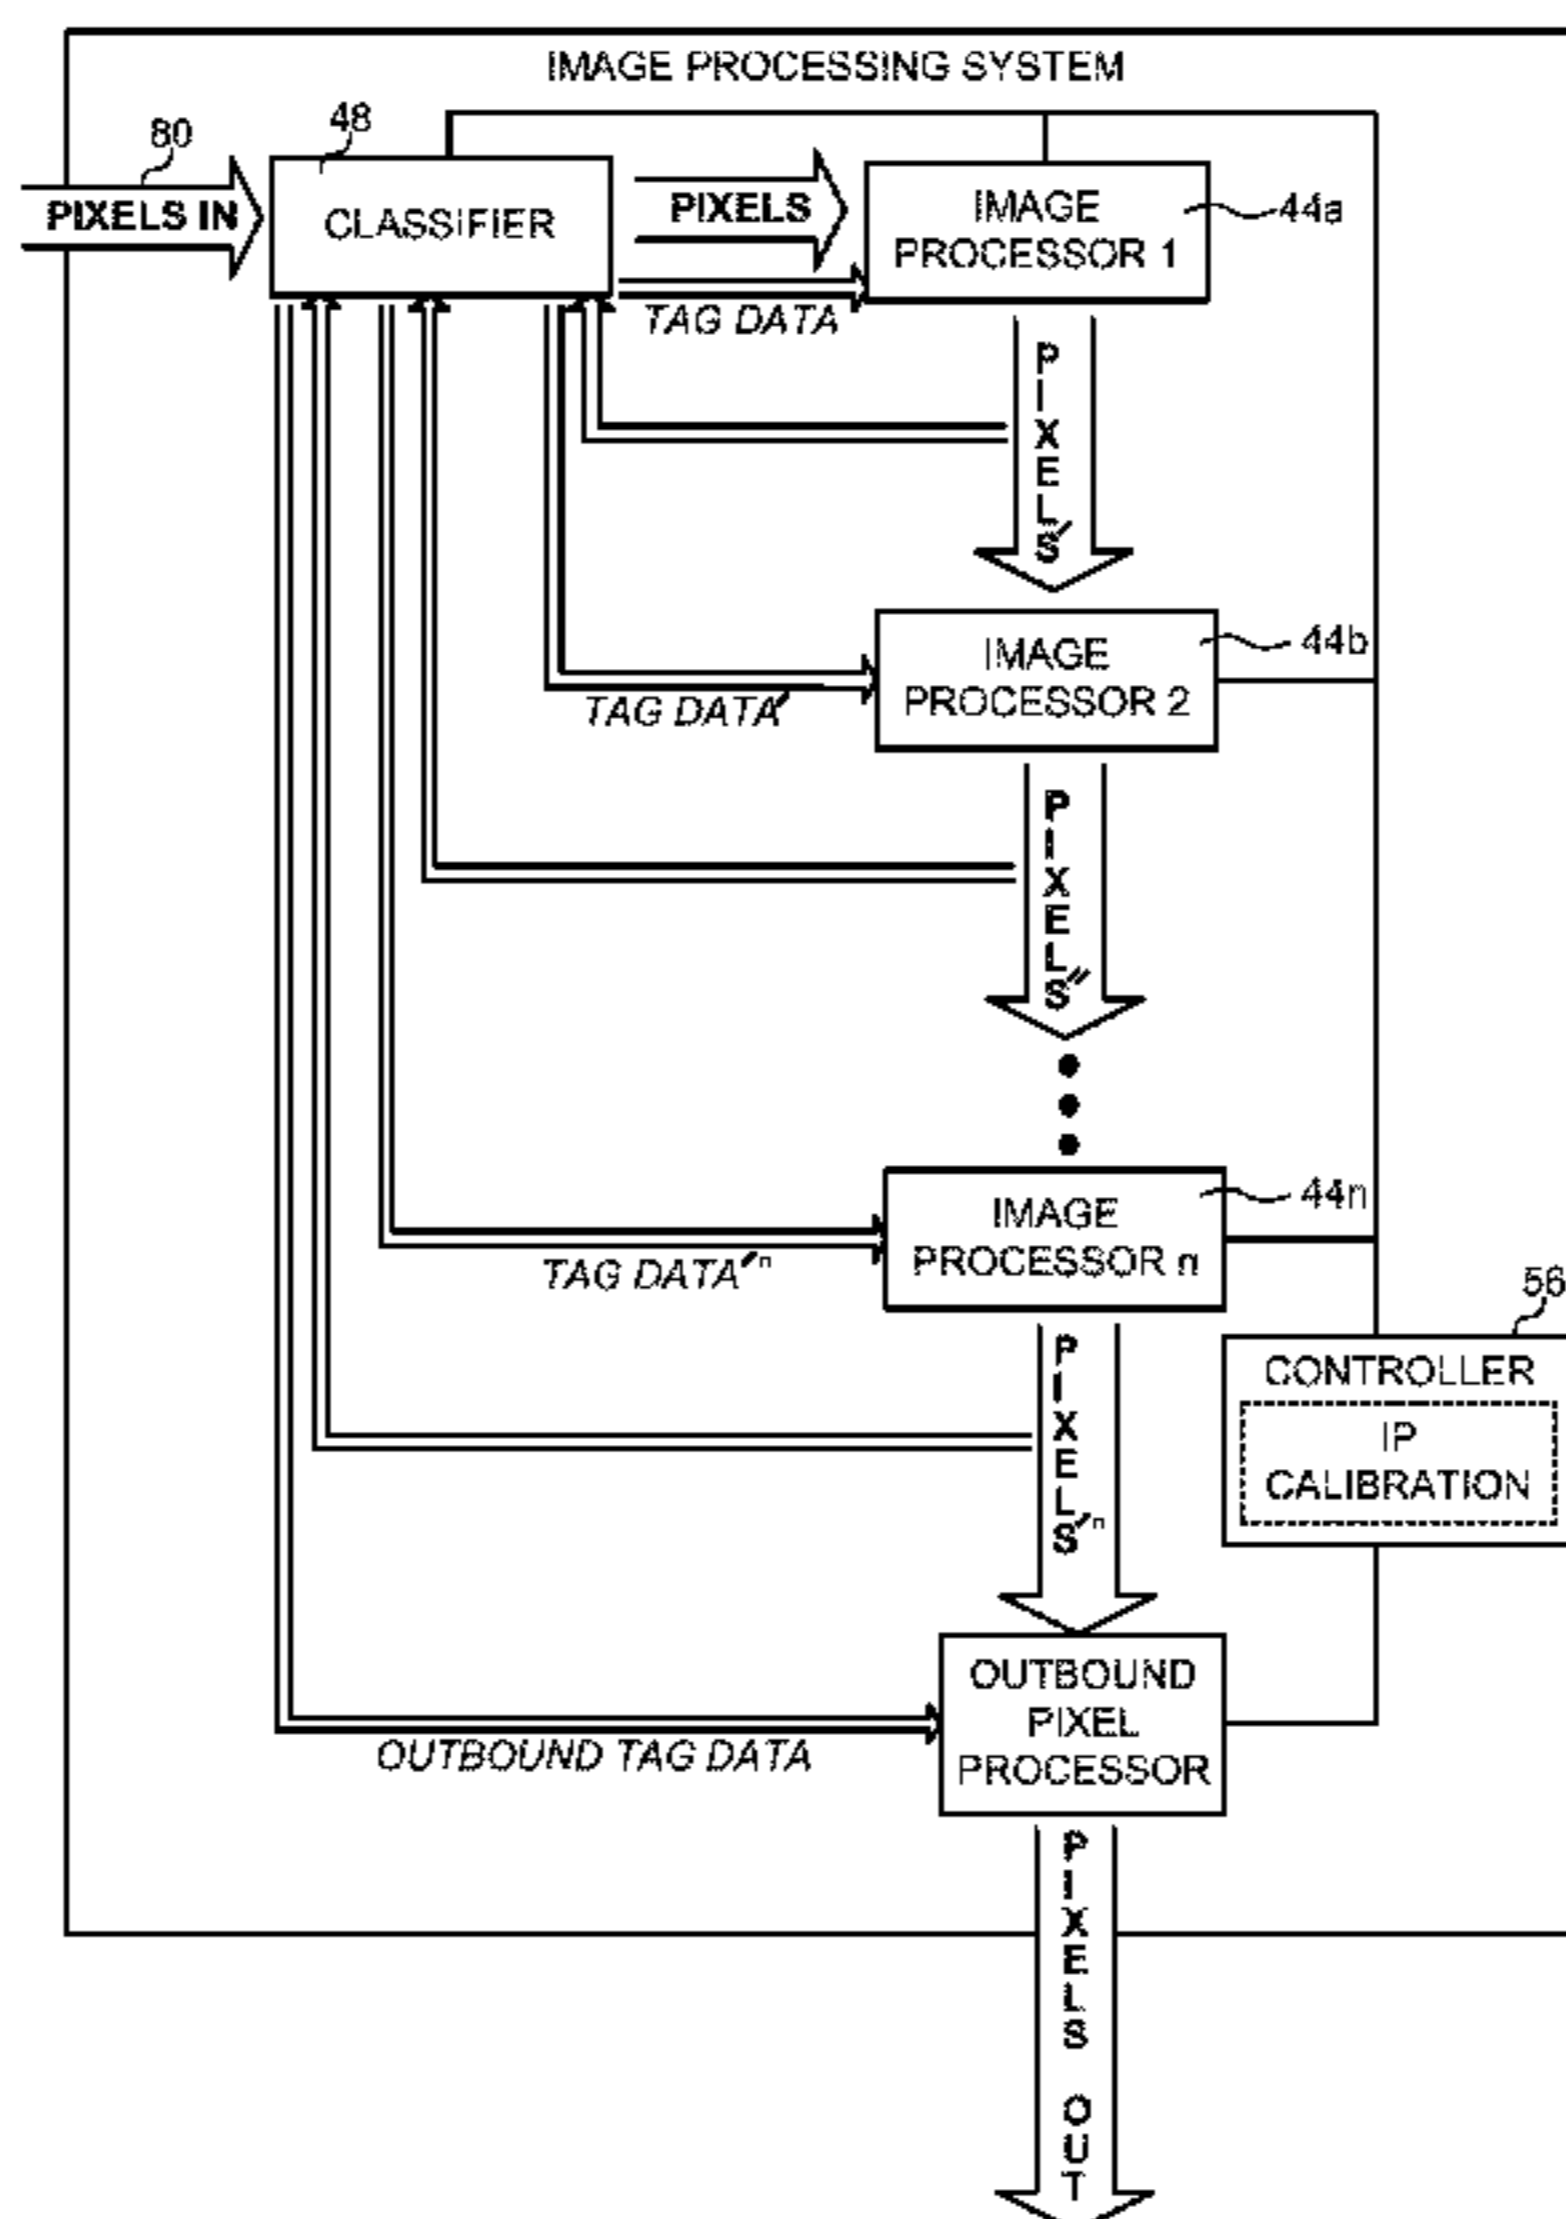 IMAGE PROCESSING SYSTEM
80
48
PIXELS IN
CLASSIFIER
PIXELS
IMAGE
PROCESSOR 1
44a
TAG DATA
PIXELS′
IMAGE
PROCESSOR 2
44b
TAG DATA′
PIXELS″
IMAGE
PROCESSOR n
44n
TAG DATA′ⁿ
56
CONTROLLER
IP
CALIBRATION
PIXELS′ⁿ
OUTBOUND
PIXEL
PROCESSOR
OUTBOUND TAG DATA
PIXELS OUT